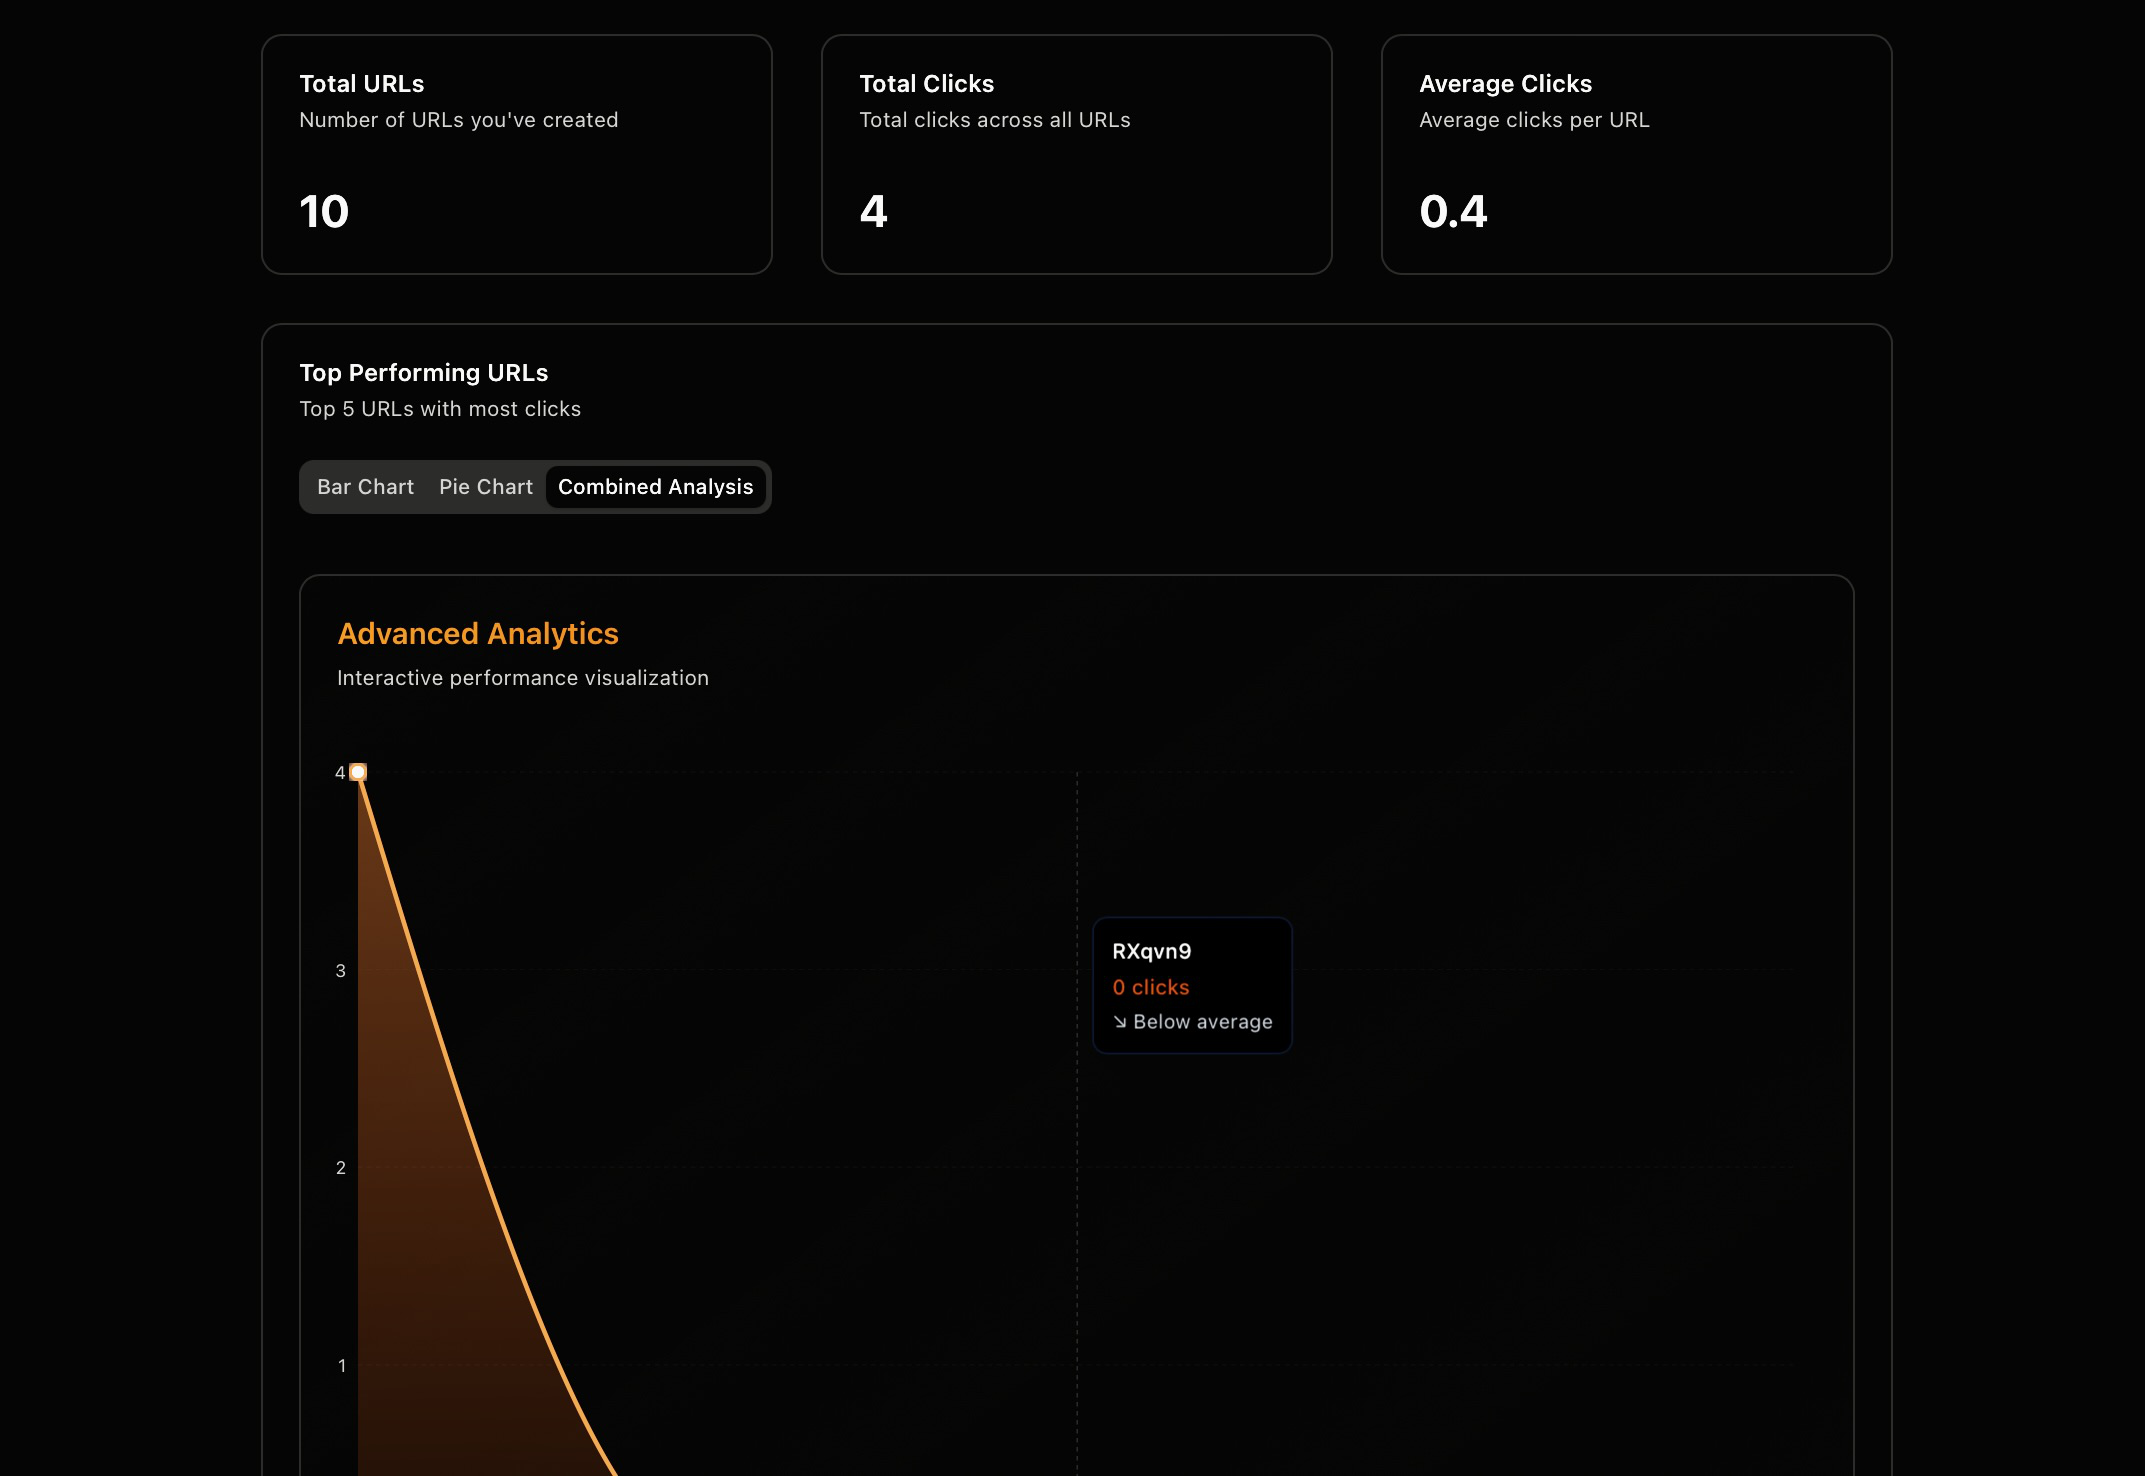 Total URLs
Number of URLs you've created
10
Total Clicks
Total clicks across all URLs
4
Average Clicks
Average clicks per URL
0.4
Top Performing URLs
Top 5 URLs with most clicks
Bar Chart Pie Chart Combined Analysis
Advanced Analytics
Interactive performance visualization
4
3
RXqvn9
0 clicks
↘ Below average
2
1